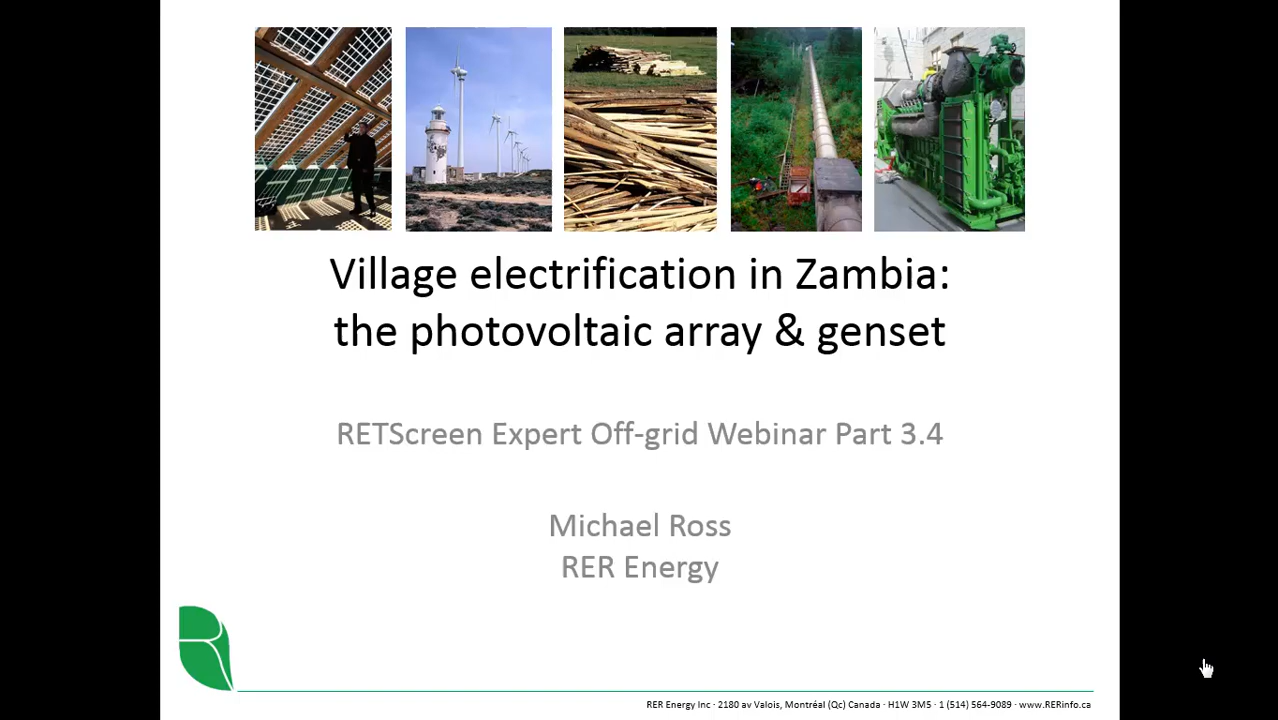 Village electrification in Zambia:
the photovoltaic array & genset
RETScreen Expert Off-grid Webinar Part 3.4
Michael Ross
RER Energy
RER Energy Inc · 2180 av Valois, Montréal (Qc) Canada · H1W 3M5 · 1 (514) 564-9089 · www.RERinfo.ca